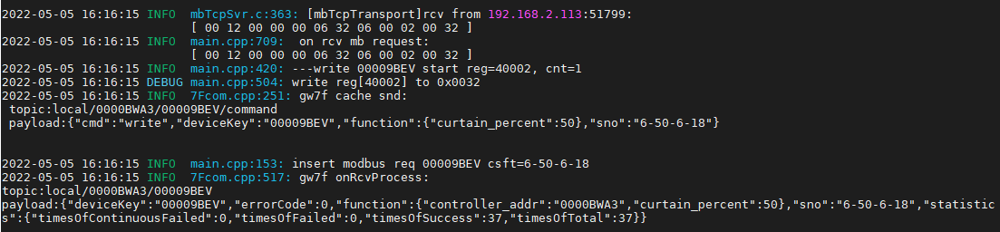 2022-05-05 16:16:15 INFO  mbTcpSvr.c:363: [mbTcpTransport]rcv from 192.168.2.113:51799:
[ 00 12 00 00 00 06 32 06 00 02 00 32 ]
2022-05-05 16:16:15 INFO  main.cpp:709:  on rcv mb request:
[ 00 12 00 00 00 06 32 06 00 02 00 32 ]
2022-05-05 16:16:15 INFO  main.cpp:420: ---write 00009BEV start reg=40002, cnt=1
2022-05-05 16:16:15 DEBUG main.cpp:504: write reg[40002] to 0x0032
2022-05-05 16:16:15 INFO  7Fcom.cpp:251: gw7f cache snd:
topic:local/0000BWA3/00009BEV/command
payload:{"cmd":"write","deviceKey":"00009BEV","function":{"curtain_percent":50},"sno":"6-50-6-18"}
2022-05-05 16:16:15 INFO  main.cpp:153: insert modbus req 00009BEV csft=6-50-6-18
2022-05-05 16:16:15 INFO  7Fcom.cpp:517: gw7f onRcvProcess:
topic:local/0000BWA3/00009BEV
payload:{"deviceKey":"00009BEV","errorCode":0,"function":{"controller_addr":"0000BWA3","curtain_percent":50},"sno":"6-50-6-18","statistic
s":{"timesOfContinuousFailed":0,"timesOfFailed":0,"timesOfSuccess":37,"timesOfTotal":37}}